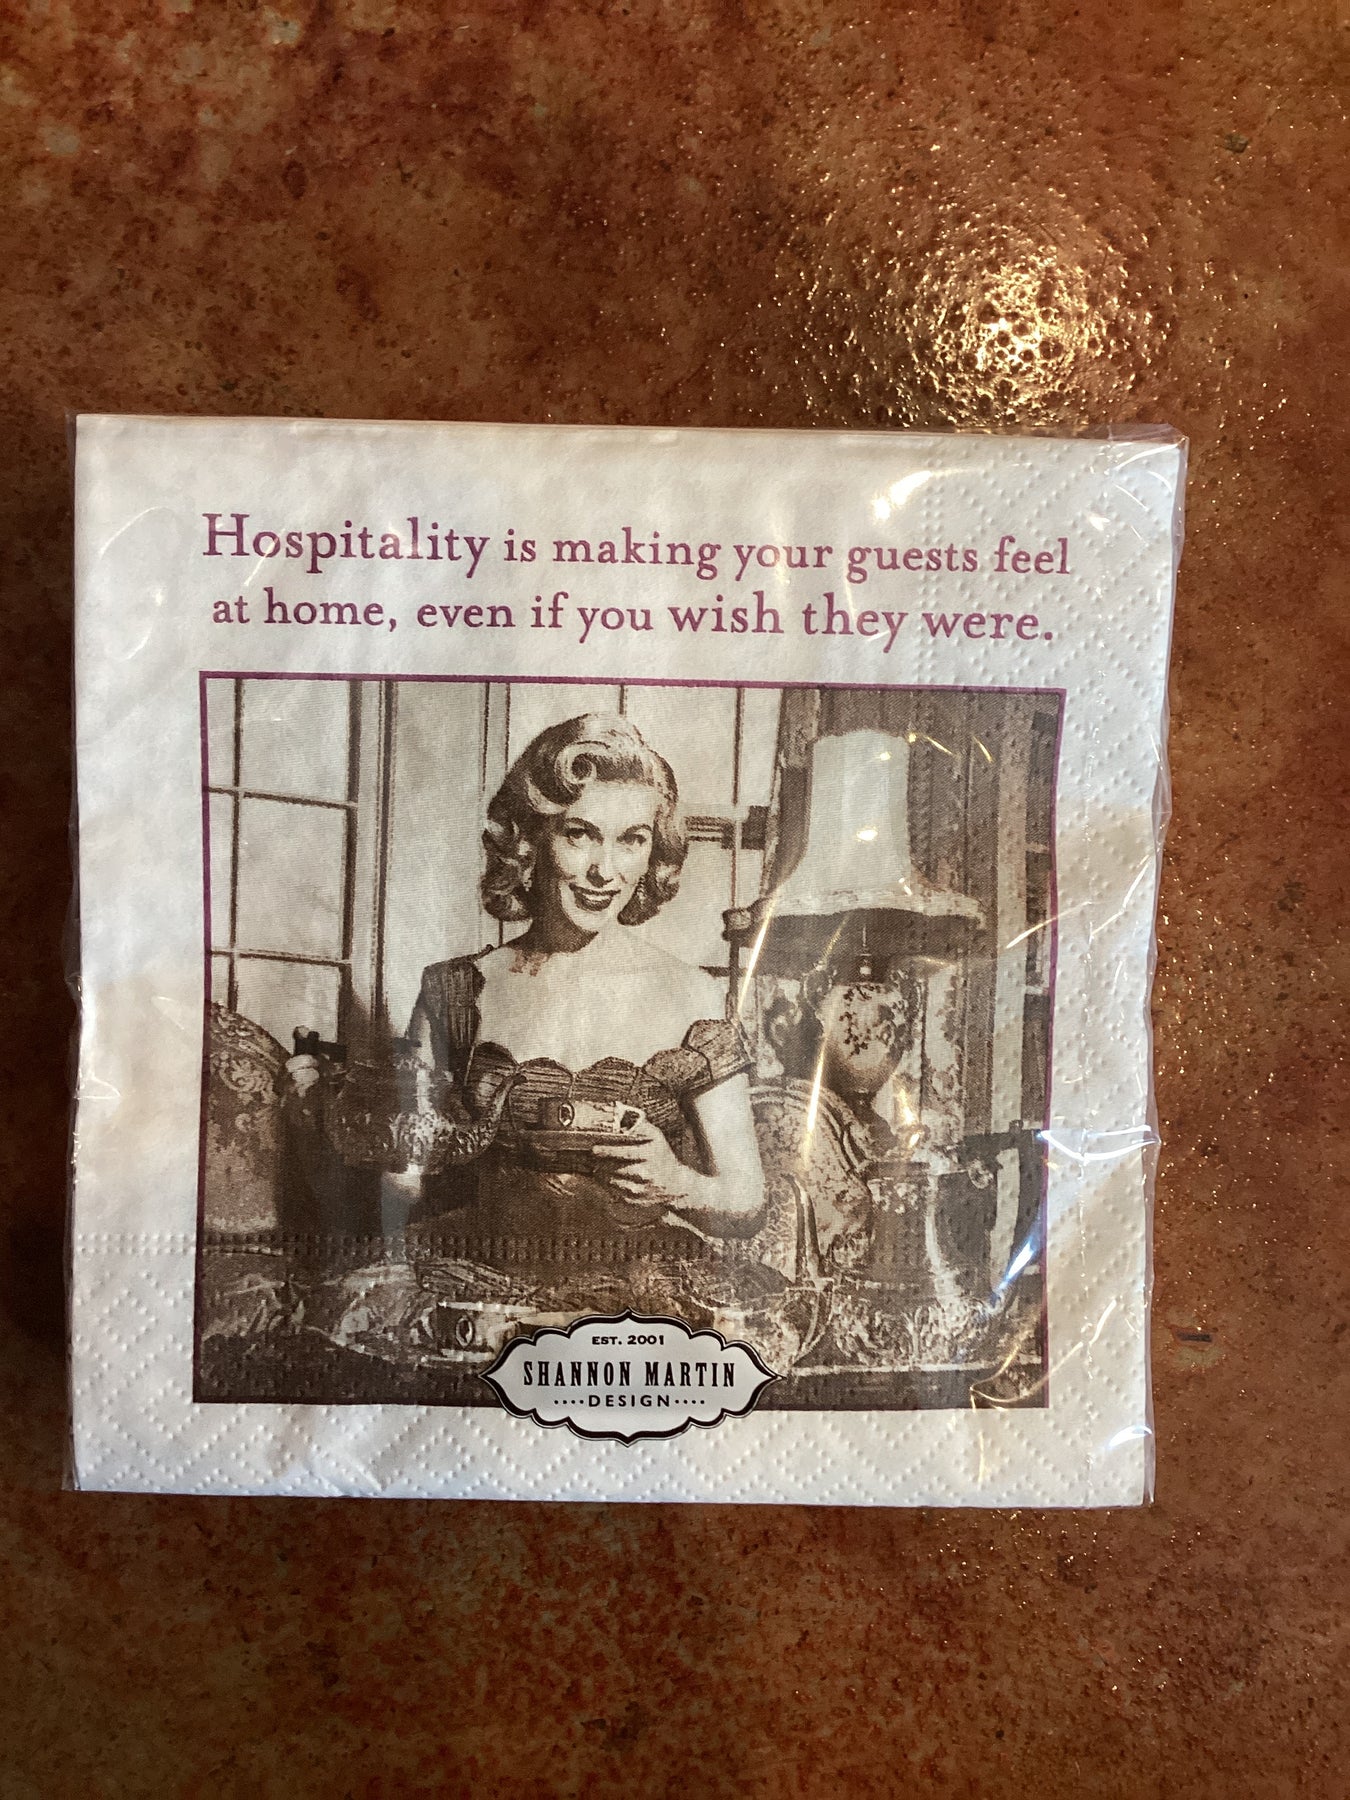 Hospitality is making your guests feel
at home, even if you wish they were.
EST. 2001
SHANNON MARTIN
····DESIGN····